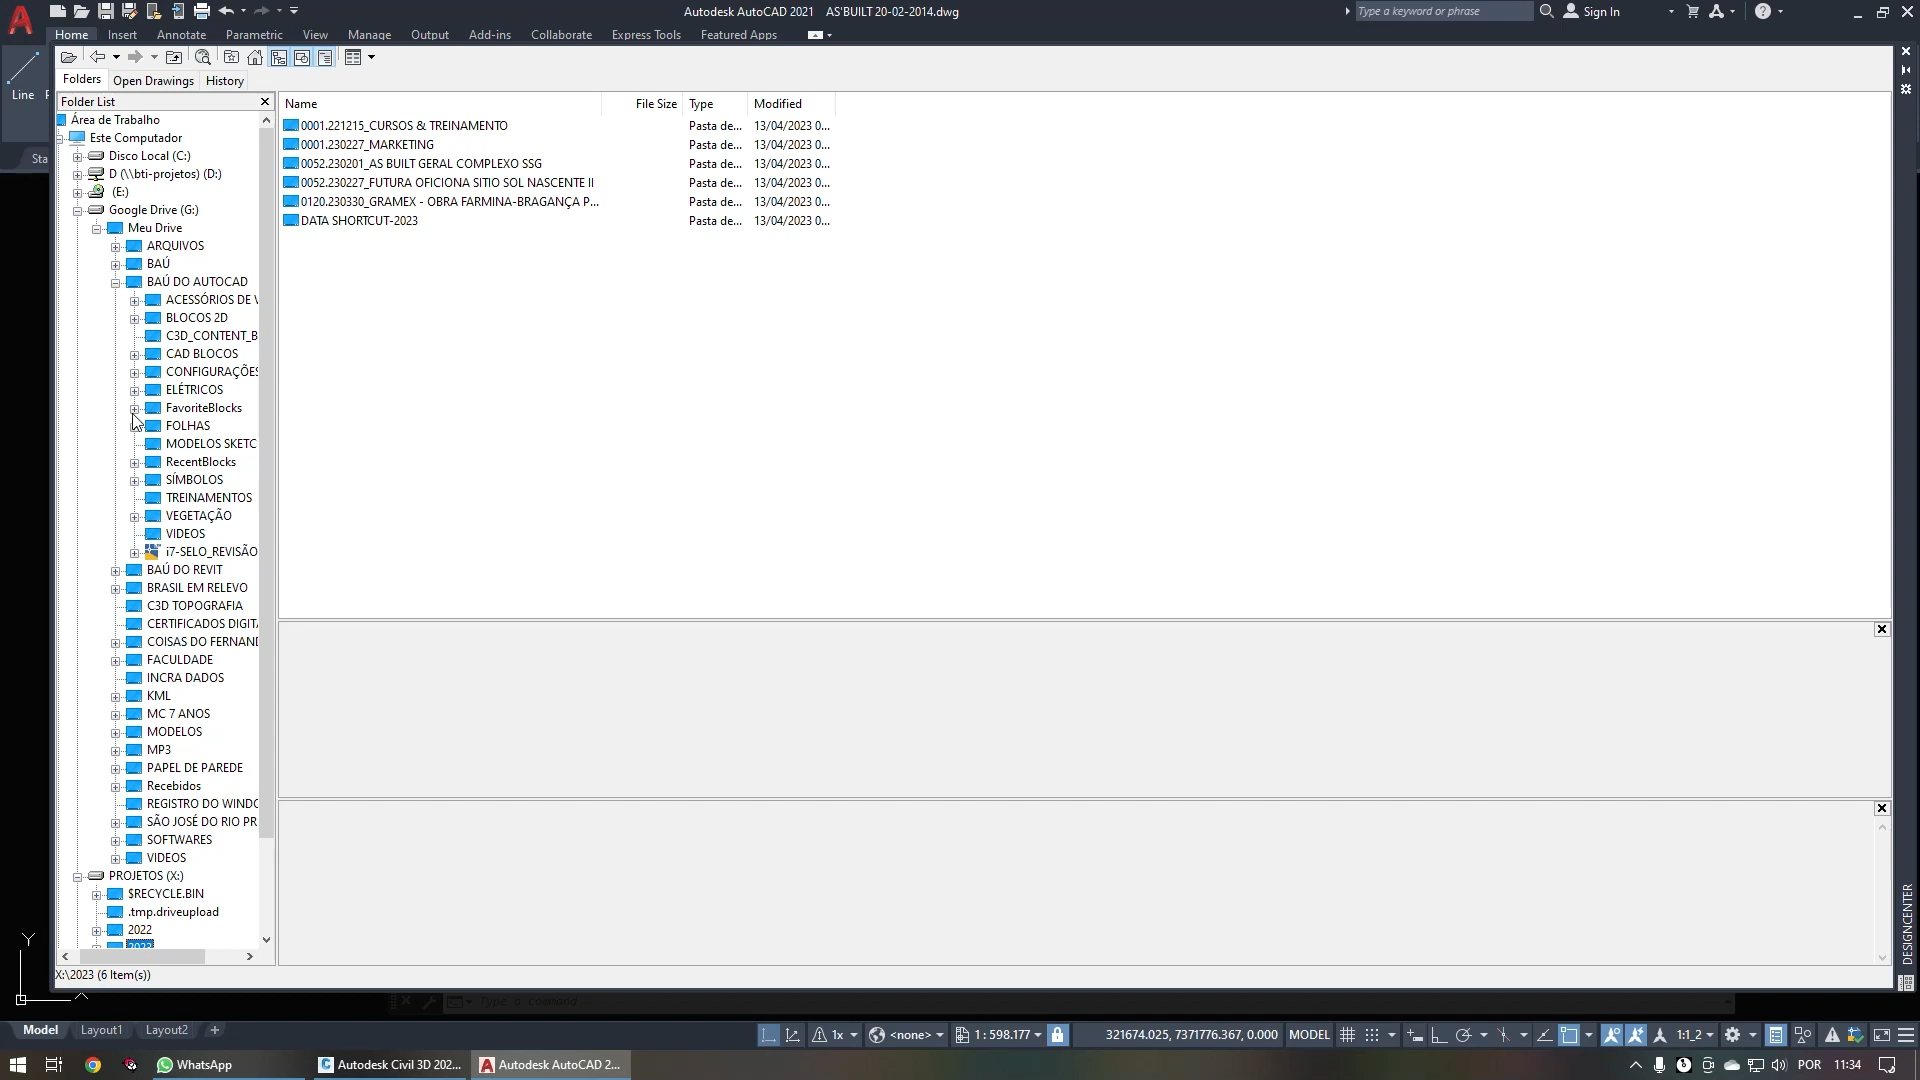 Autodesk AutoCAD 2021 AS'BUILT 20-02-2014.dwg
Type a keyword or phrase
Sign In
Home Insert Annotate Parametric View Manage Output Add-ins Collaborate Express Tools Featured Apps
Line
Folders Open Drawings History
Folder List
Name File Size Type Modified
Área de Trabalho
Este Computador
Disco Local (C:)
D (\\bti-projetos) (D:)
(E:)
Google Drive (G:)
Meu Drive
ARQUIVOS
BAÚ
BAÚ DO AUTOCAD
ACESSÓRIOS DE V
BLOCOS 2D
C3D_CONTENT_B
CAD BLOCOS
CONFIGURAÇÕES
ELÉTRICOS
FavoriteBlocks
FOLHAS
MODELOS SKETC
RecentBlocks
SÍMBOLOS
TREINAMENTOS
VEGETAÇÃO
VIDEOS
i7-SELO_REVISÃO
BAÚ DO REVIT
BRASIL EM RELEVO
C3D TOPOGRAFIA
CERTIFICADOS DIGITA
COISAS DO FERNAND
FACULDADE
INCRA DADOS
KML
MC 7 ANOS
MODELOS
MP3
PAPEL DE PAREDE
Recebidos
REGISTRO DO WINDO
SÃO JOSÉ DO RIO PR
SOFTWARES
VIDEOS
PROJETOS (X:)
$RECYCLE.BIN
.tmp.driveupload
2022
2023
0001.221215_CURSOS & TREINAMENTO Pasta de... 13/04/2023 0...
0001.230227_MARKETING Pasta de... 13/04/2023 0...
0052.230201_AS BUILT GERAL COMPLEXO SSG Pasta de... 13/04/2023 0...
0052.230227_FUTURA OFICIONA SITIO SOL NASCENTE II Pasta de... 13/04/2023 0...
0120.230330_GRAMEX - OBRA FARMINA-BRAGANÇA P... Pasta de... 13/04/2023 0...
DATA SHORTCUT-2023 Pasta de... 13/04/2023 0...
DESIGNCENTER
X:\2023 (6 Item(s))
Sta
Y
Type a command
Model Layout1 Layout2
1x <none> 1 : 598.177 321674.025, 7371776.367, 0.000 MODEL 1:1_2
WhatsApp Autodesk Civil 3D 202... Autodesk AutoCAD 2... POR 11:34